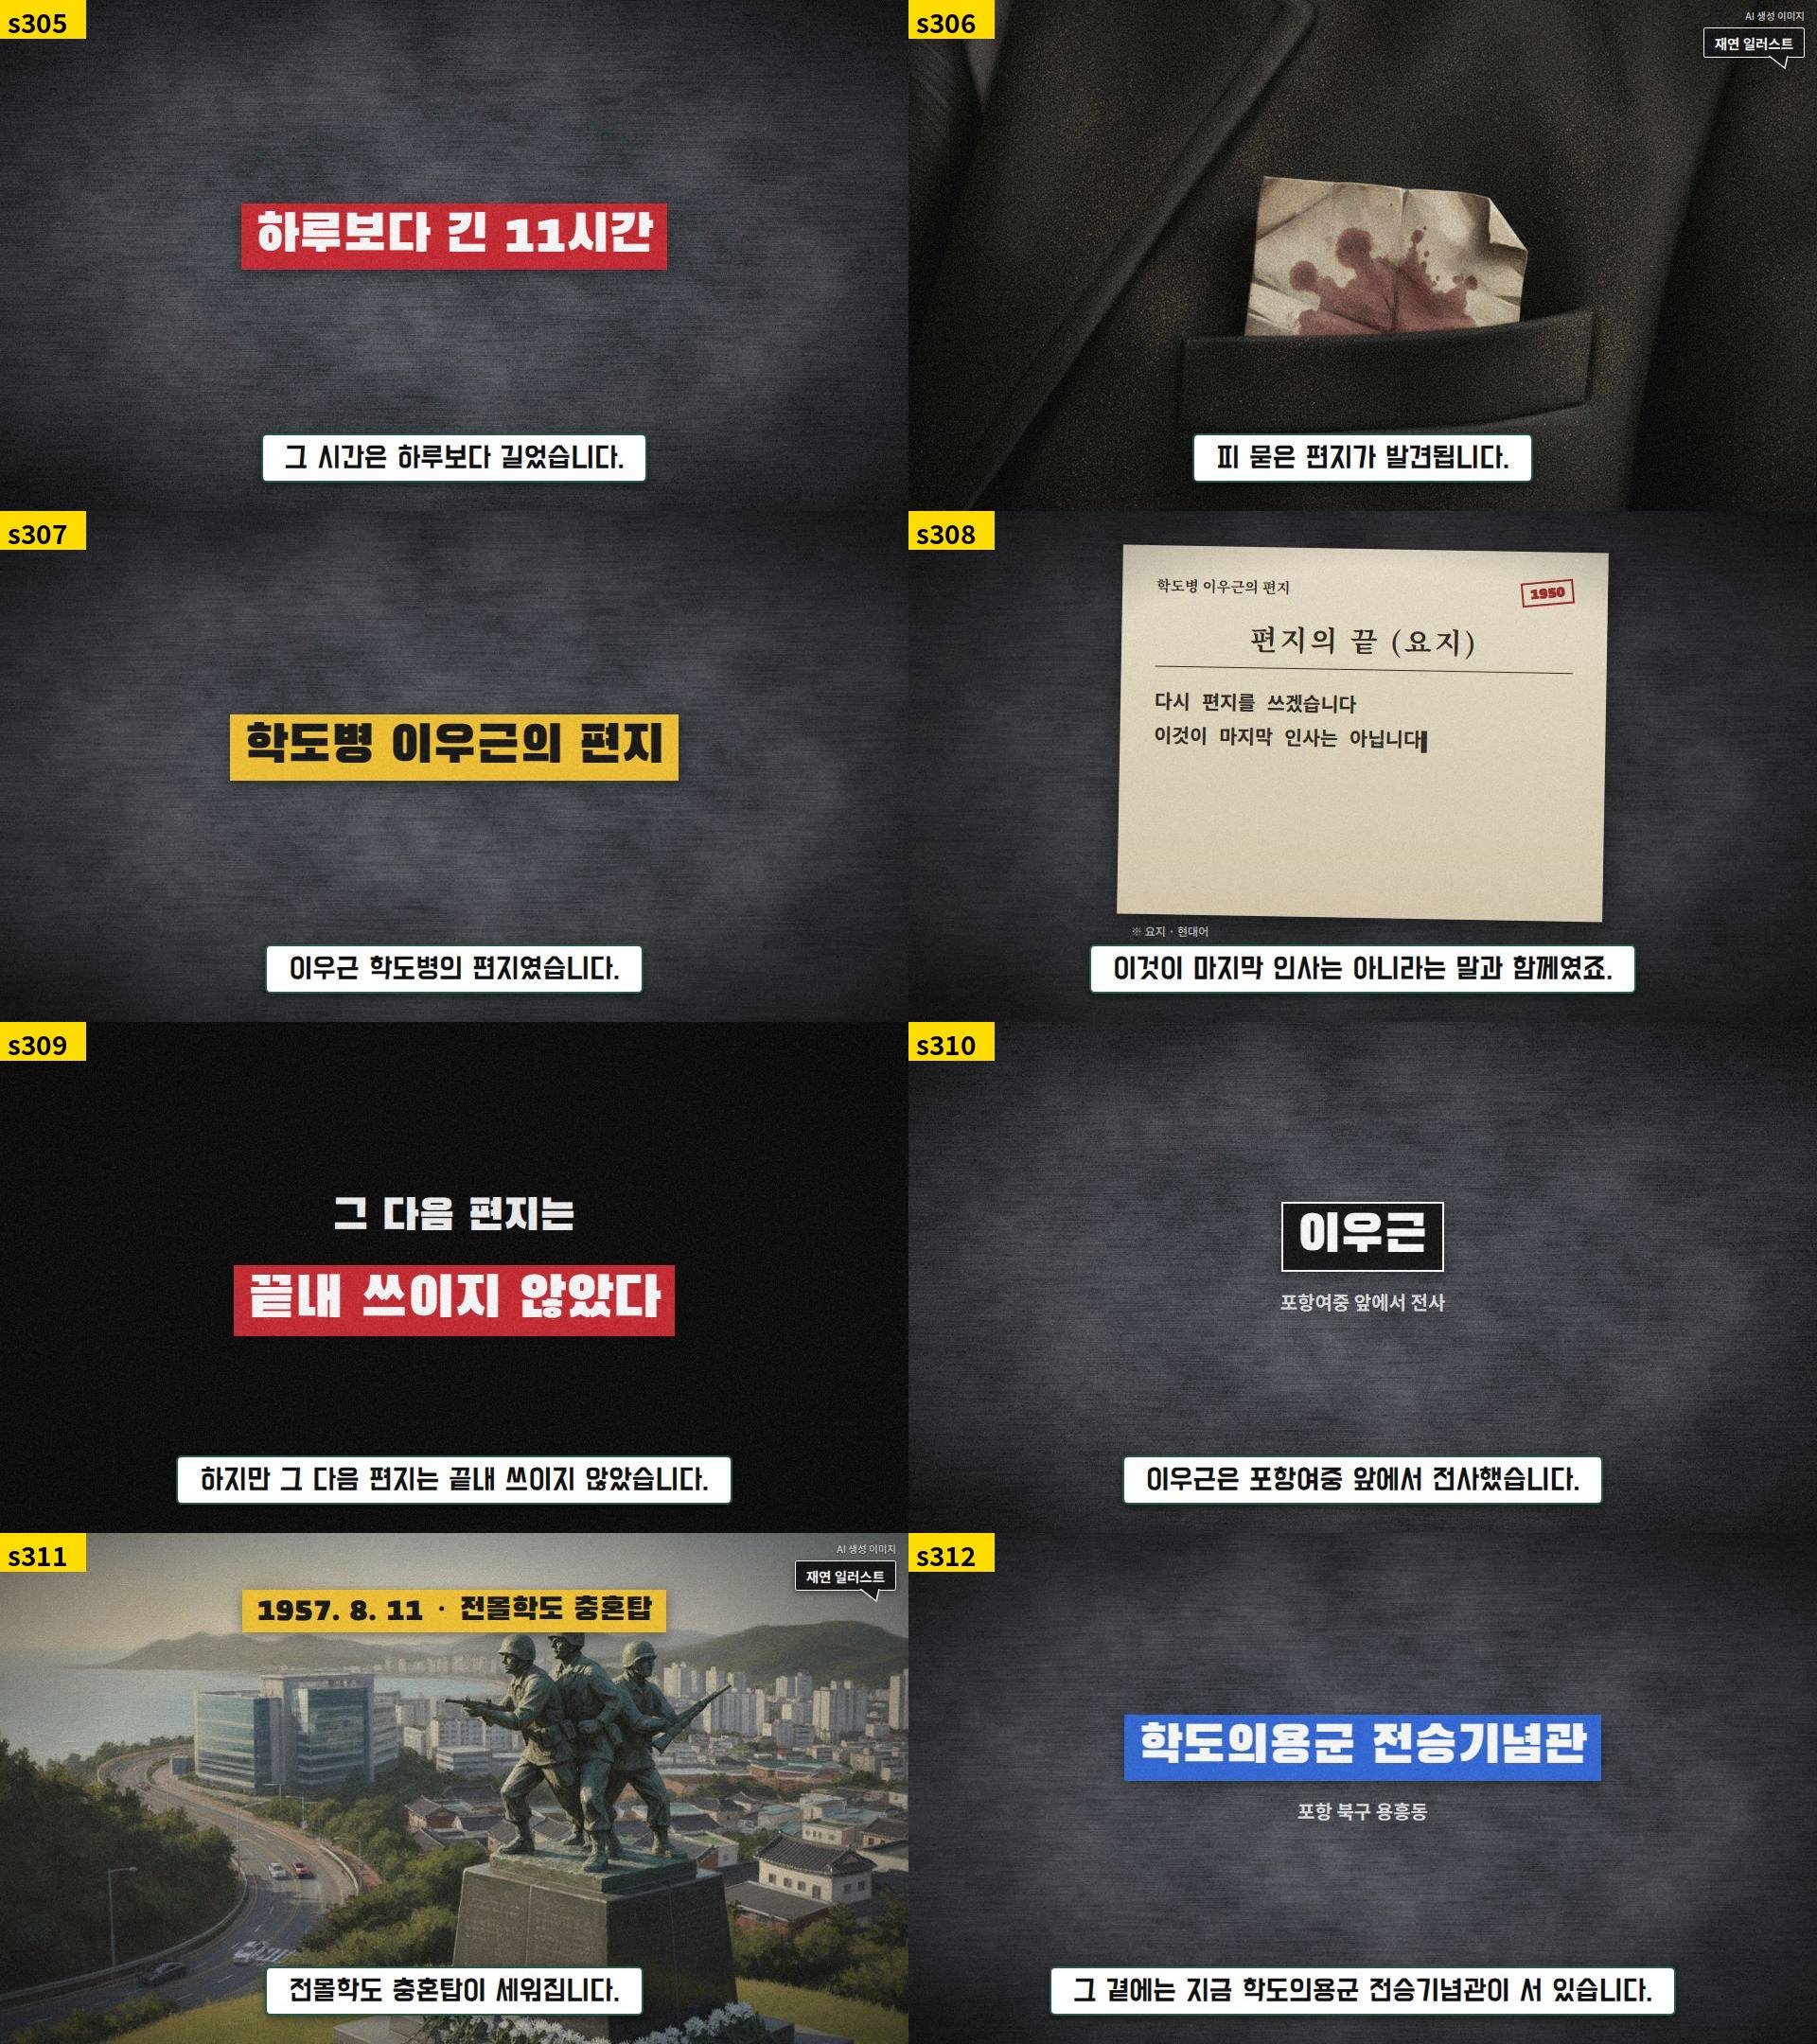 s305
하루보다 긴 11시간
그 시간은 하루보다 길었습니다.
s306
AI 생성 이미지
재연 일러스트
피 묻은 편지가 발견됩니다.
s307
학도병 이우근의 편지
이우근 학도병의 편지였습니다.
s308
학도병 이우근의 편지
1950
편지의 끝 (요지)
다시 편지를 쓰겠습니다
이것이 마지막 인사는 아닙니다
※ 요지 · 현대어
이것이 마지막 인사는 아니라는 말과 함께였죠.
s309
그 다음 편지는
끝내 쓰이지 않았다
하지만 그 다음 편지는 끝내 쓰이지 않았습니다.
s310
이우근
포항여중 앞에서 전사
이우근은 포항여중 앞에서 전사했습니다.
s311
AI 생성 이미지
재연 일러스트
1957. 8. 11 · 전몰학도 충혼탑
전몰학도 충혼탑이 세워집니다.
s312
학도의용군 전승기념관
포항 북구 용흥동
그 곁에는 지금 학도의용군 전승기념관이 서 있습니다.